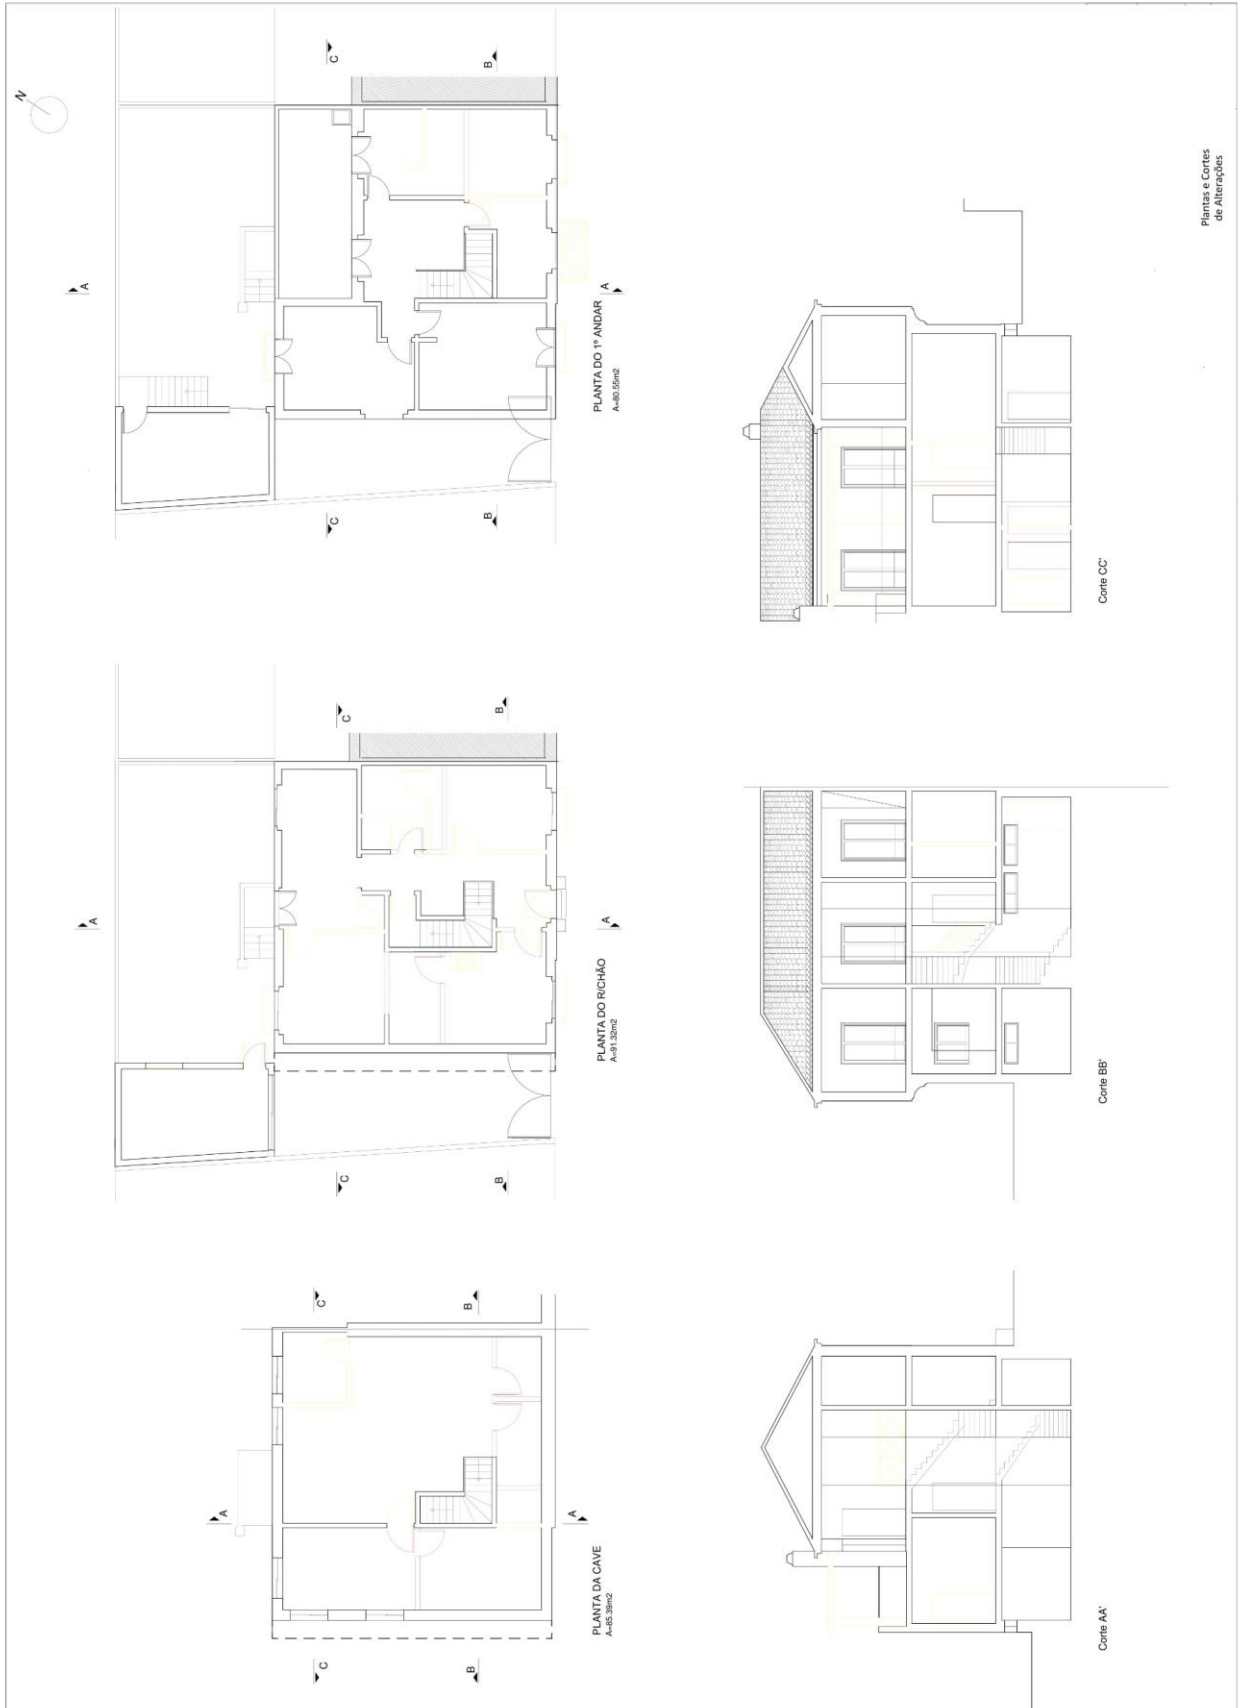 N
A
A
C
C
B
B
PLANTA DA CAVE
A=85.39m2
A
A
C
C
B
B
PLANTA DO R/CHÃO
A=91.32m2
A
A
C
C
B
B
PLANTA DO 1º ANDAR
A=80.55m2
Corte AA'
Corte BB'
Corte CC'
Plantas e Cortes
de Alterações